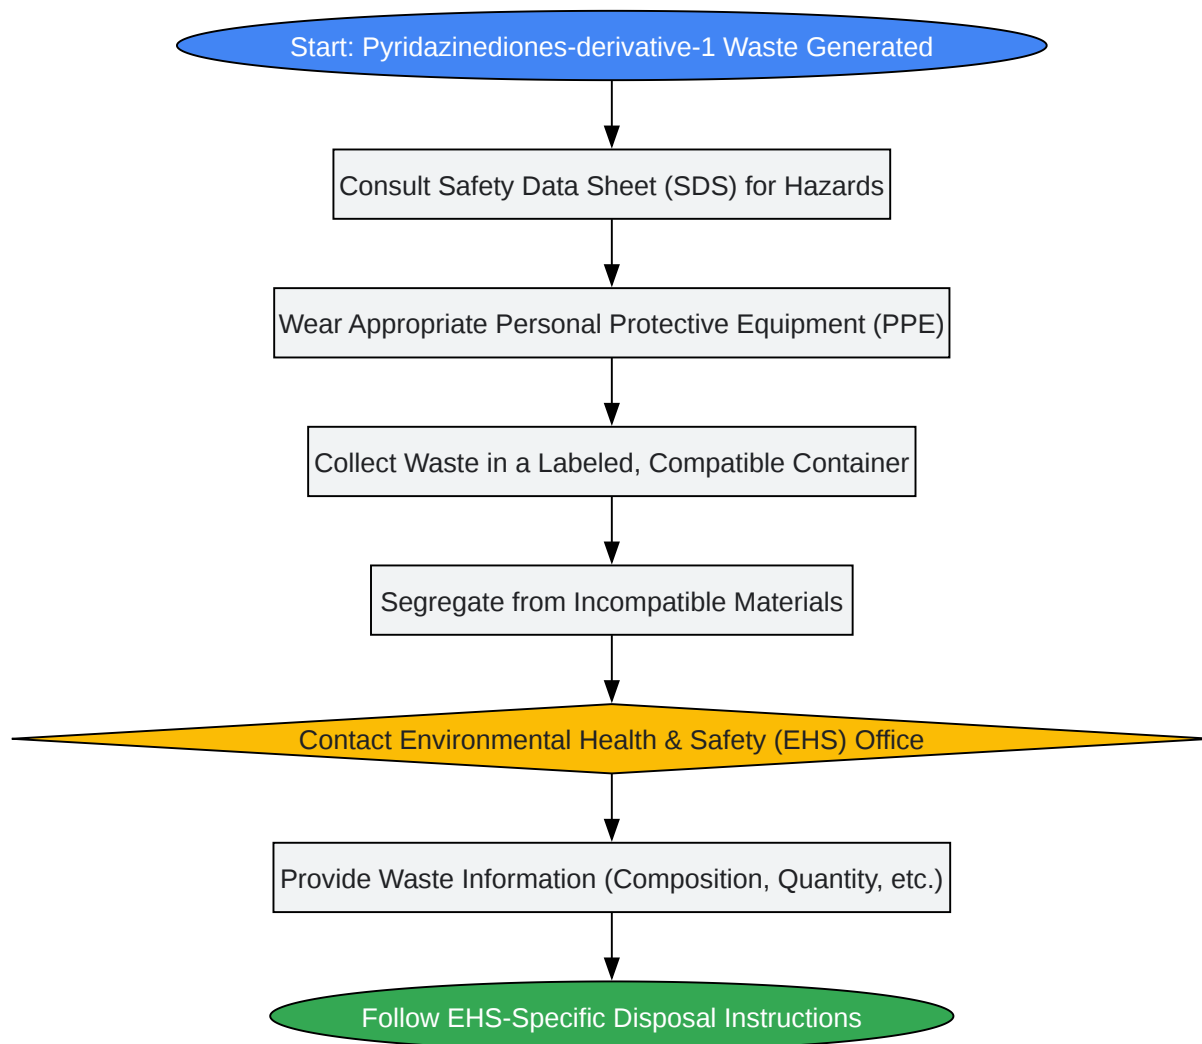 Start: Pyridazinediones-derivative-1 Waste Generated
Consult Safety Data Sheet (SDS) for Hazards
Wear Appropriate Personal Protective Equipment (PPE)
Collect Waste in a Labeled, Compatible Container
Segregate from Incompatible Materials
Contact Environmental Health & Safety (EHS) Office
Provide Waste Information (Composition, Quantity, etc.)
Follow EHS-Specific Disposal Instructions